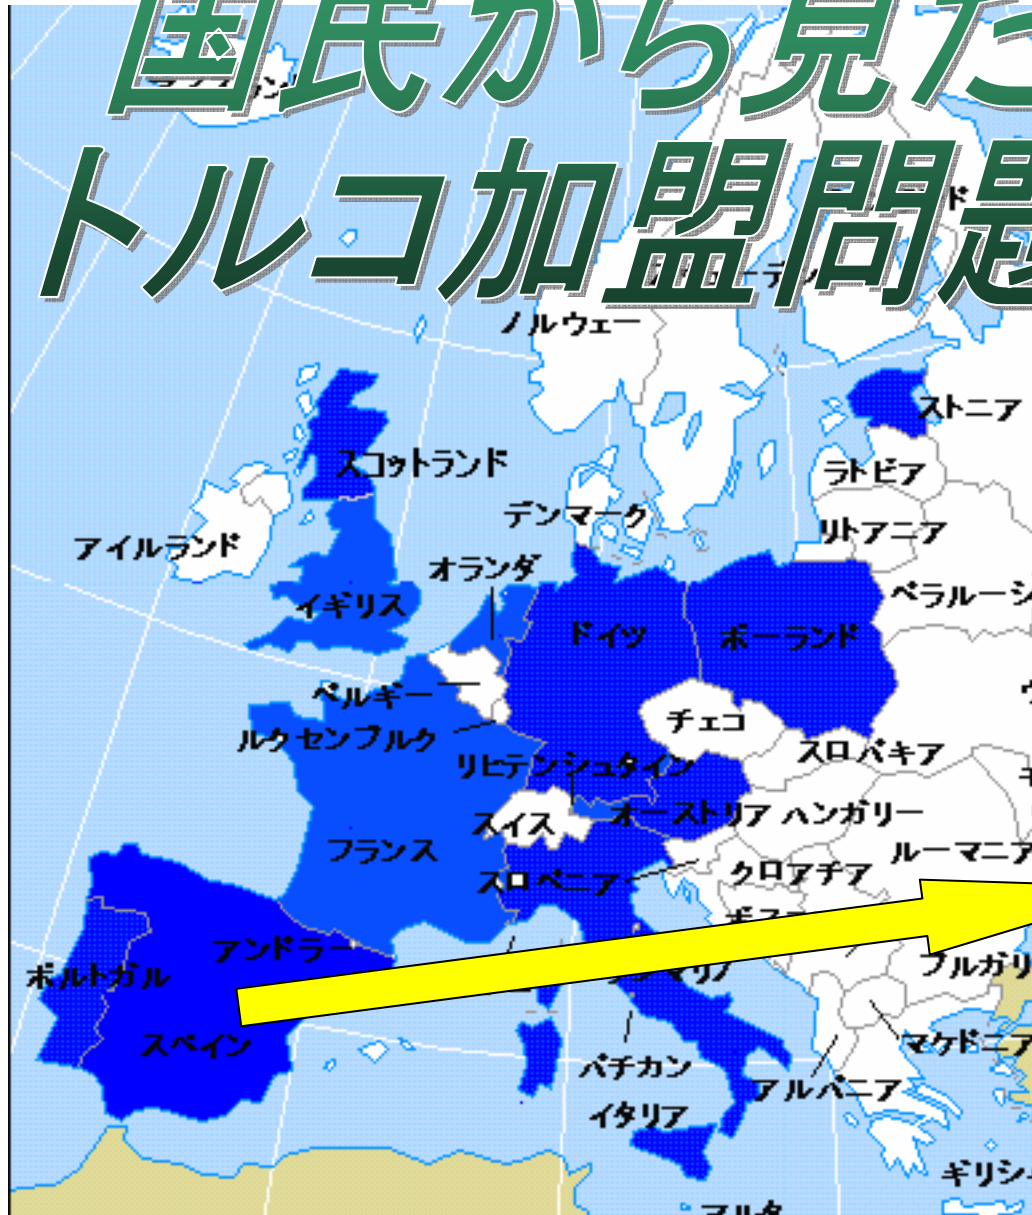 国民から見た
トルコ加盟問題
ノルウェー
ストニア
スコットランド
ラトビア
デンマーク
リトアニア
アイルランド
オランダ
ベラルーシ
イギリス
ドイツ
ポーランド
ベルギー
チェコ
ルクセンブルク
スロバキア
リヒテンシュタイン
スイス
オーストリア
ハンガリー
フランス
ルーマニア
クロアチア
スロベニア
アンドラ
ポルトガル
ブルガリ
スペイン
マケドニア
バチカン
アルバニア
イタリア
ギリシ
マルタ